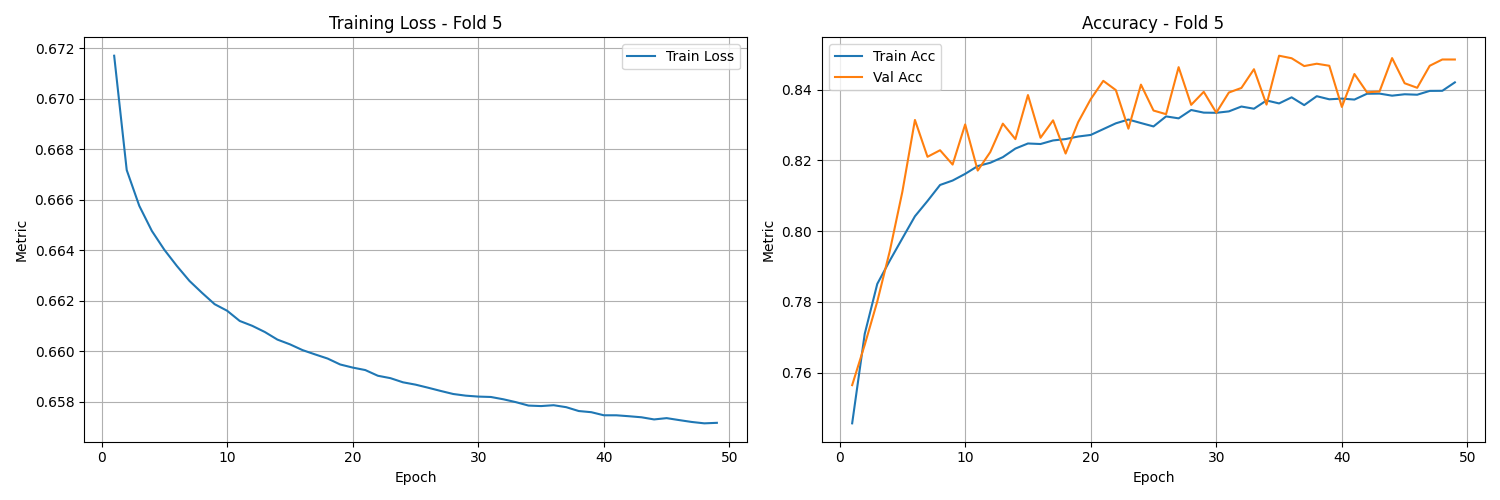 Training Loss - Fold 5
Train Loss
0.672
0.670
0.668
0.666
0.664
0.662
0.660
0.658
Metric
0 10 20 30 40 50
Epoch
Accuracy - Fold 5
Train Acc
Val Acc
0.84
0.82
0.80
0.78
0.76
Metric
0 10 20 30 40 50
Epoch